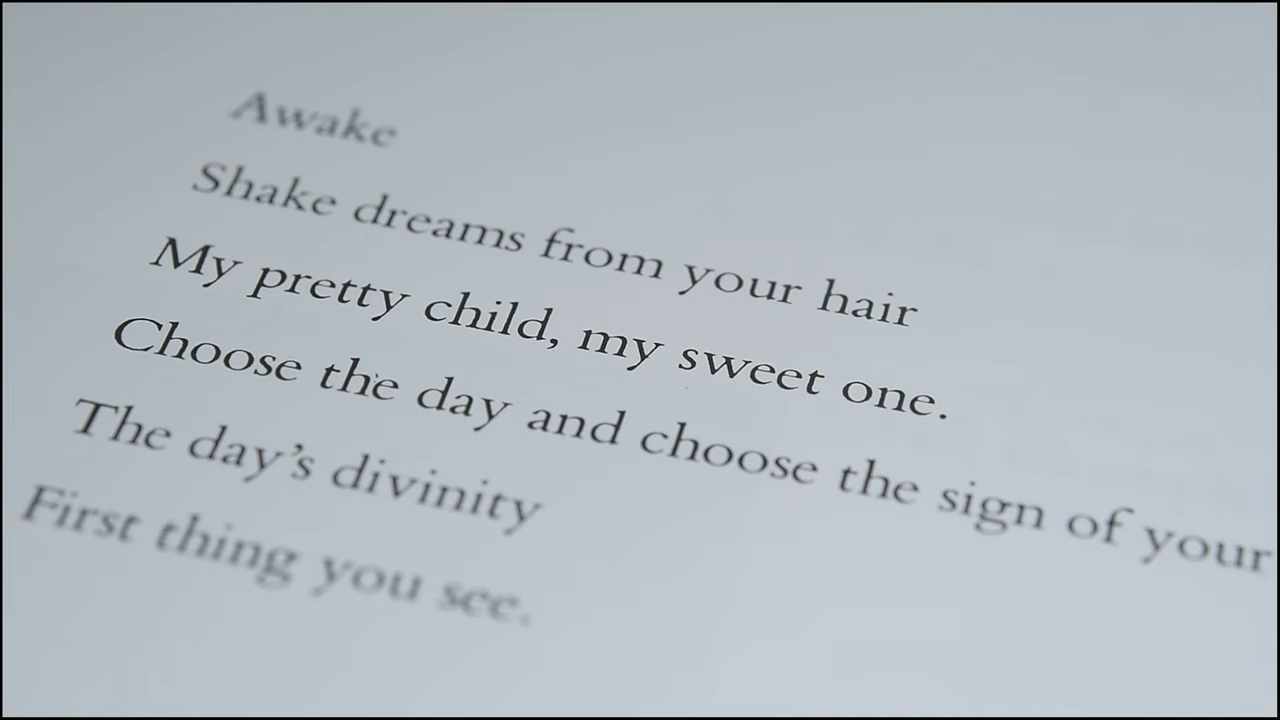 Awake
Shake dreams from your hair
My pretty child, my sweet one.
Choose the day and choose the sign of your
The day’s divinity
First thing you see.